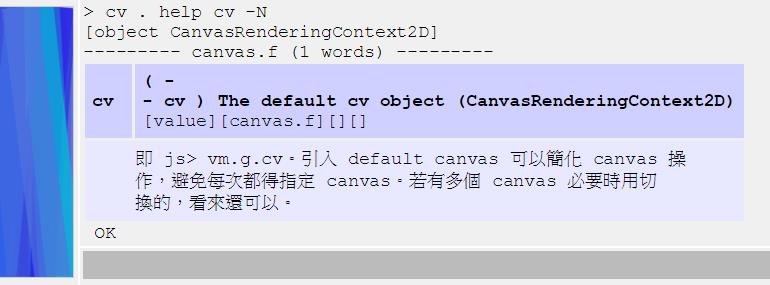 > cv . help cv -N
[object CanvasRenderingContext2D]
--------- canvas.f (1 words) ---------
cv
( -
- cv ) The default cv object (CanvasRenderingContext2D)
[value][canvas.f][][]
即 js> vm.g.cv。引入 default canvas 可以簡化 canvas 操
作，避免每次都得指定 canvas。若有多個 canvas 必要時用切
換的，看來還可以。
OK